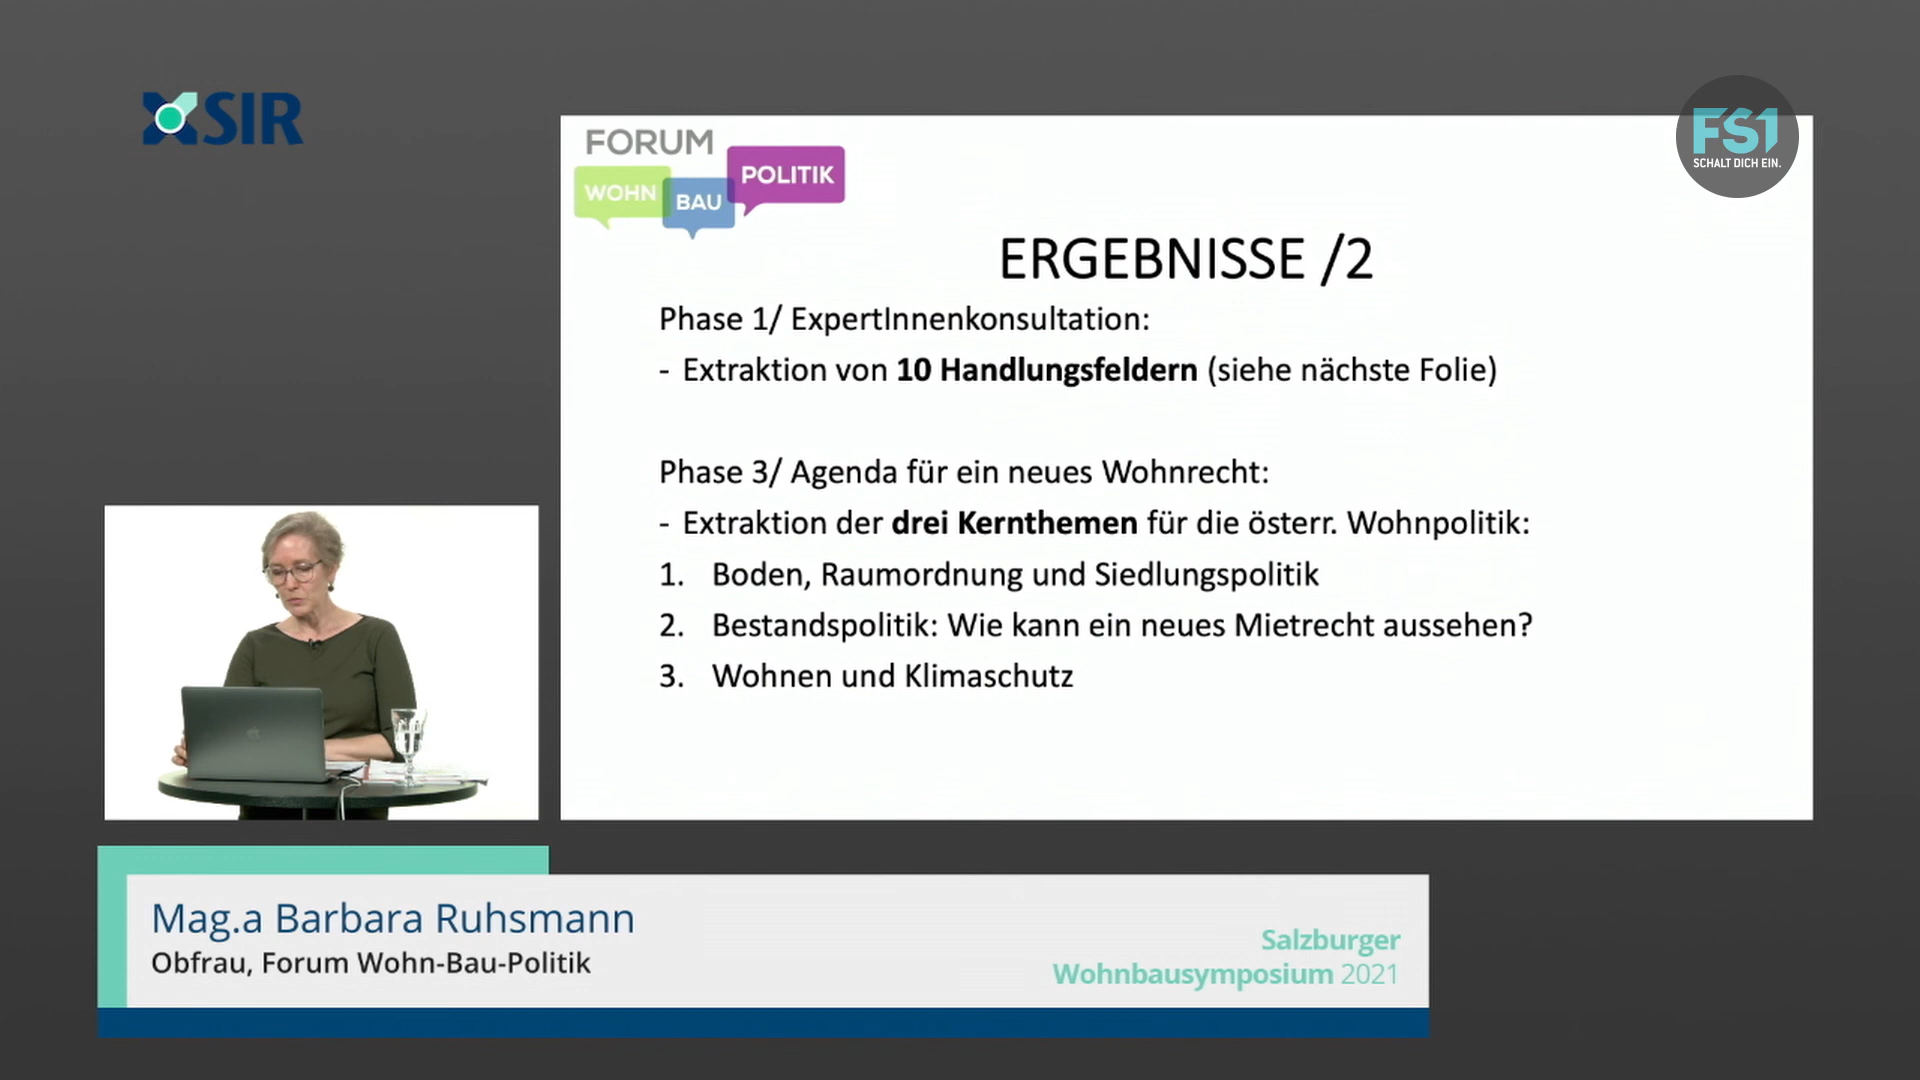 SIR
FS1
SCHALT DICH EIN.
FORUM
WOHN
BAU
POLITIK
ERGEBNISSE /2
Phase 1/ ExpertInnenkonsultation:
- Extraktion von 10 Handlungsfeldern (siehe nächste Folie)
Phase 3/ Agenda für ein neues Wohnrecht:
- Extraktion der drei Kernthemen für die österr. Wohnpolitik:
1. Boden, Raumordnung und Siedlungspolitik
2. Bestandspolitik: Wie kann ein neues Mietrecht aussehen?
3. Wohnen und Klimaschutz
Mag.a Barbara Ruhsmann
Obfrau, Forum Wohn-Bau-Politik
Salzburger
Wohnbausymposium 2021